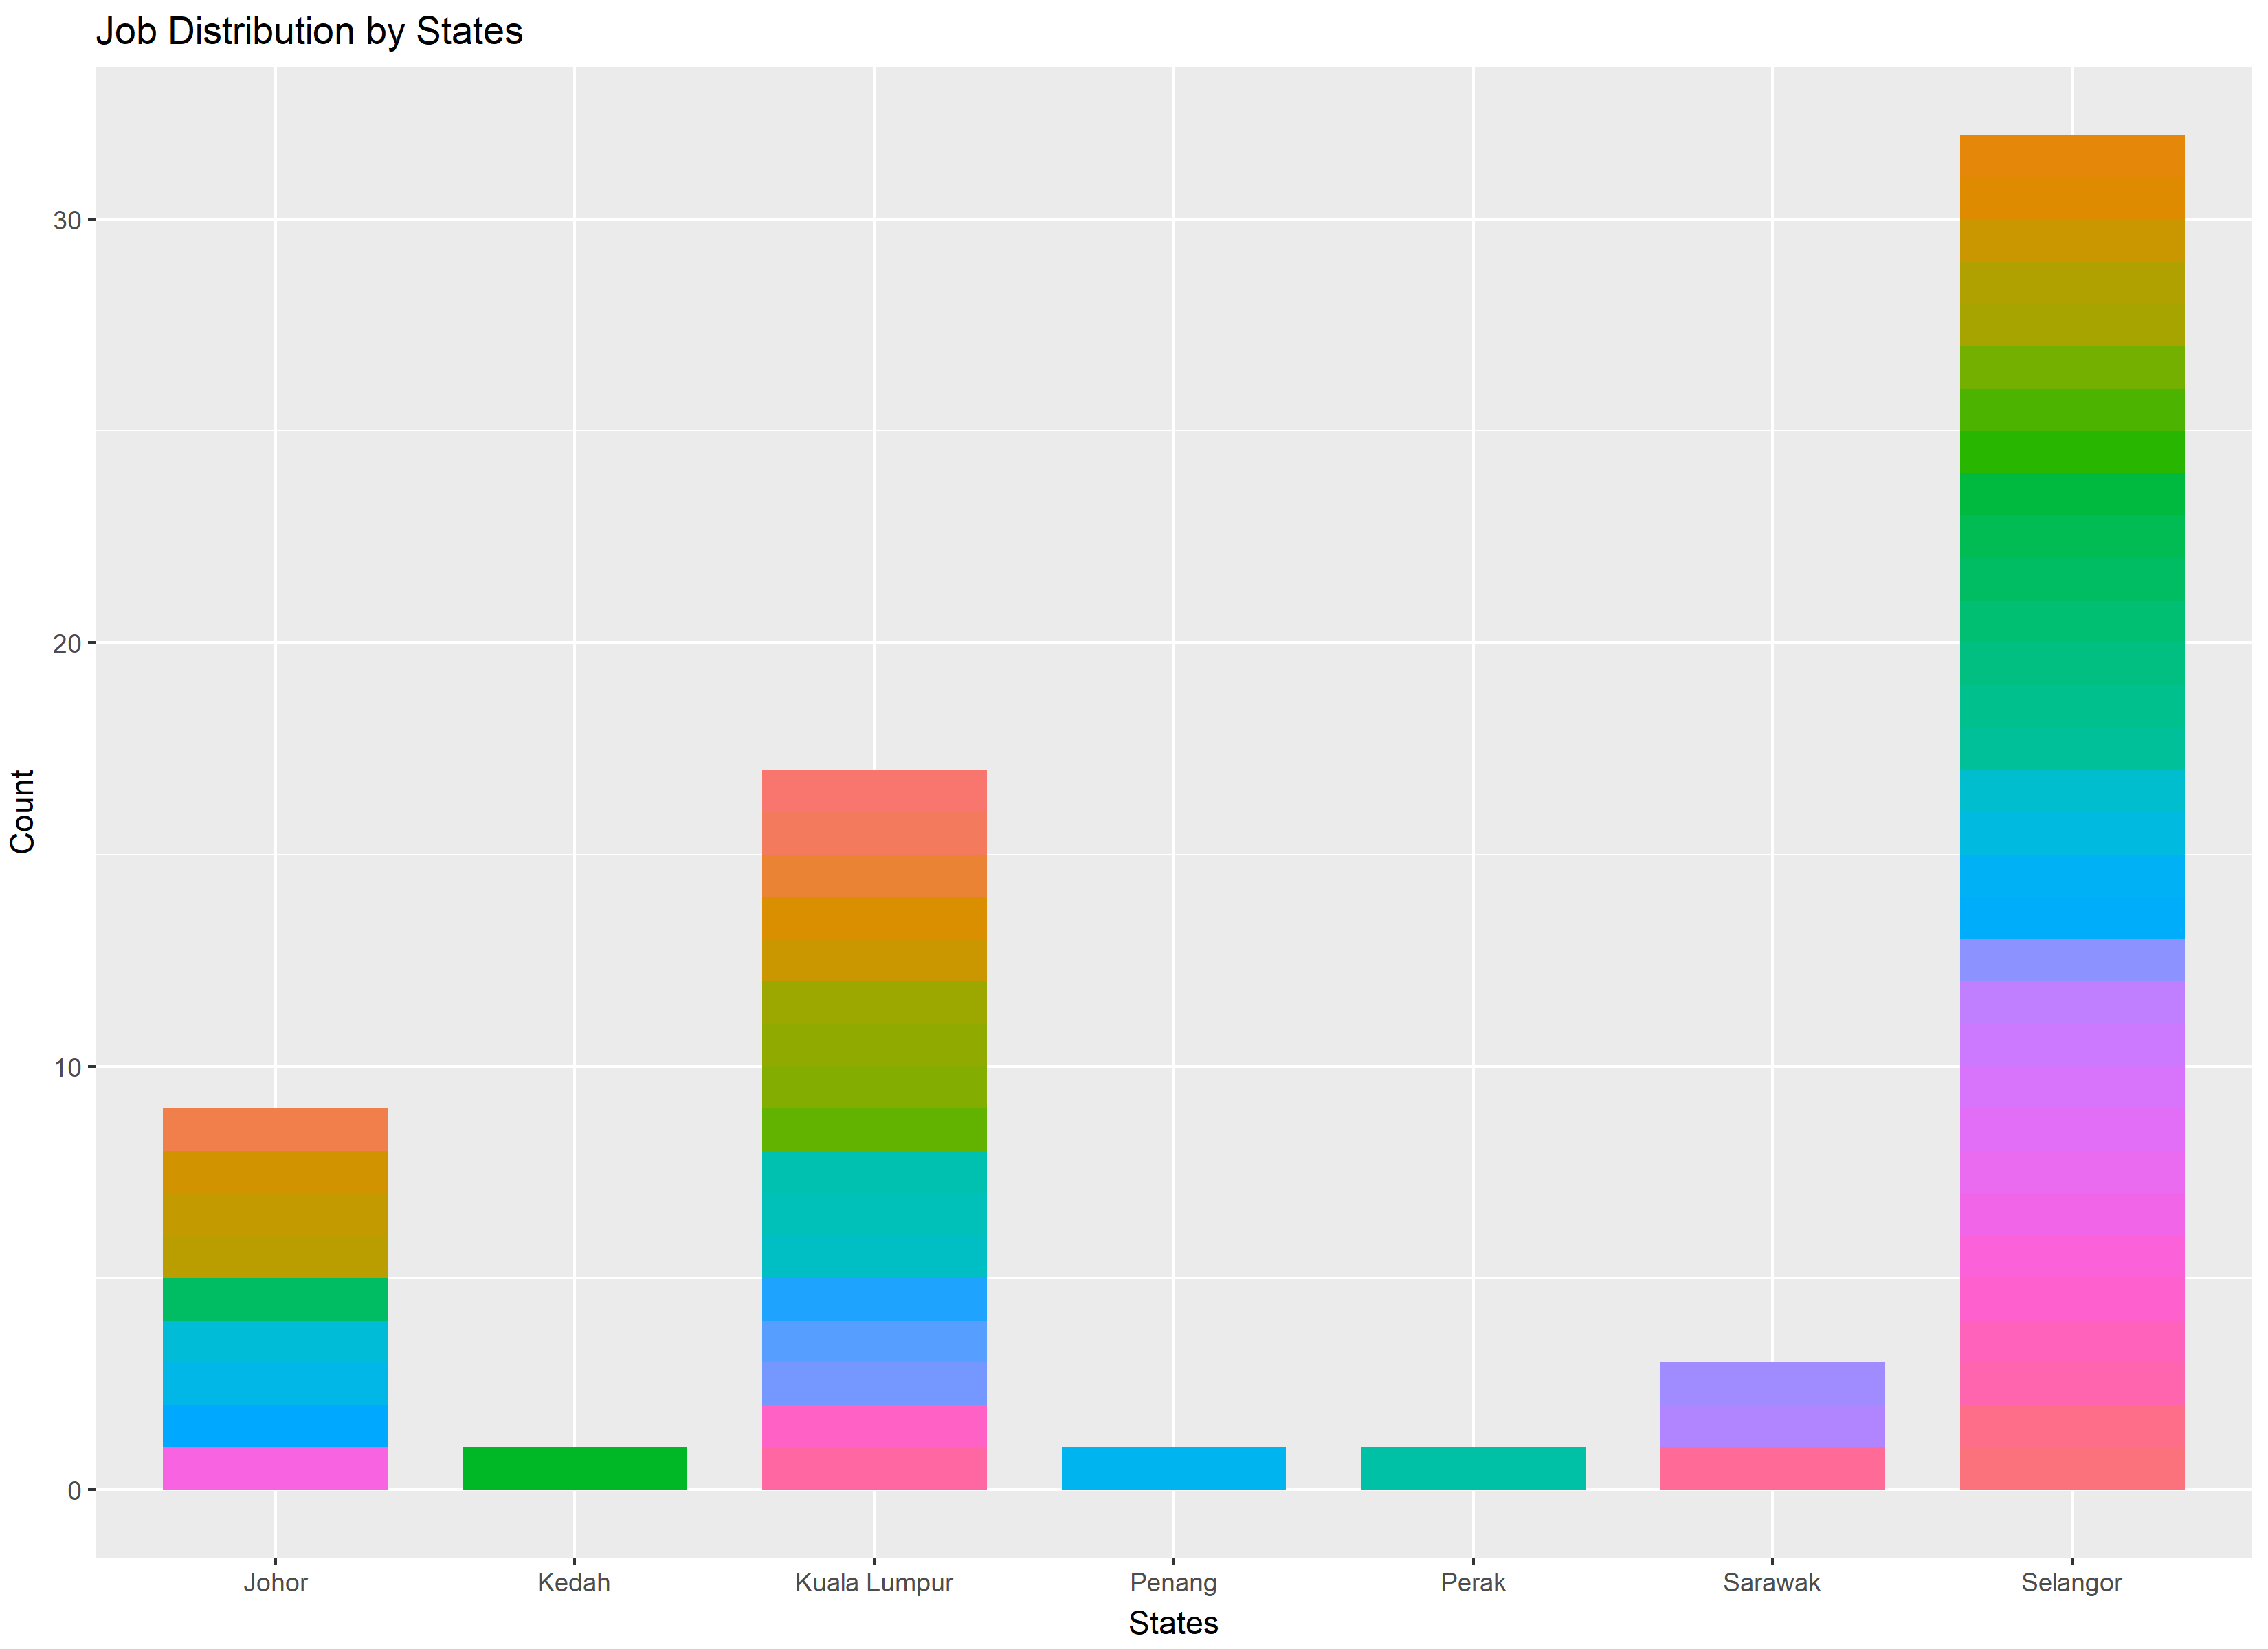 Job Distribution by States
Count
30
20
10
0
Johor
Kedah
Kuala Lumpur
Penang
Perak
Sarawak
Selangor
States